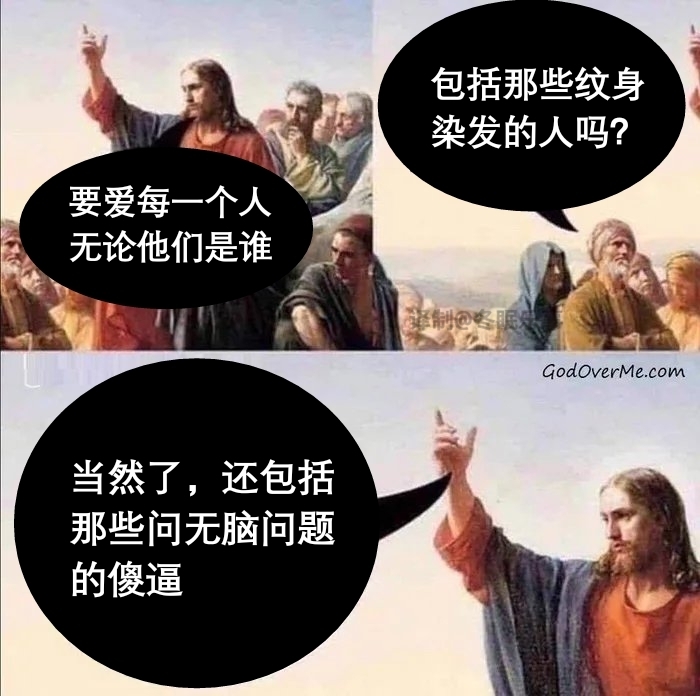 要爱每一个人
无论他们是谁
包括那些纹身
染发的人吗?
GodOverMe.com
当然了，还包括
那些问无脑问题
的傻逼